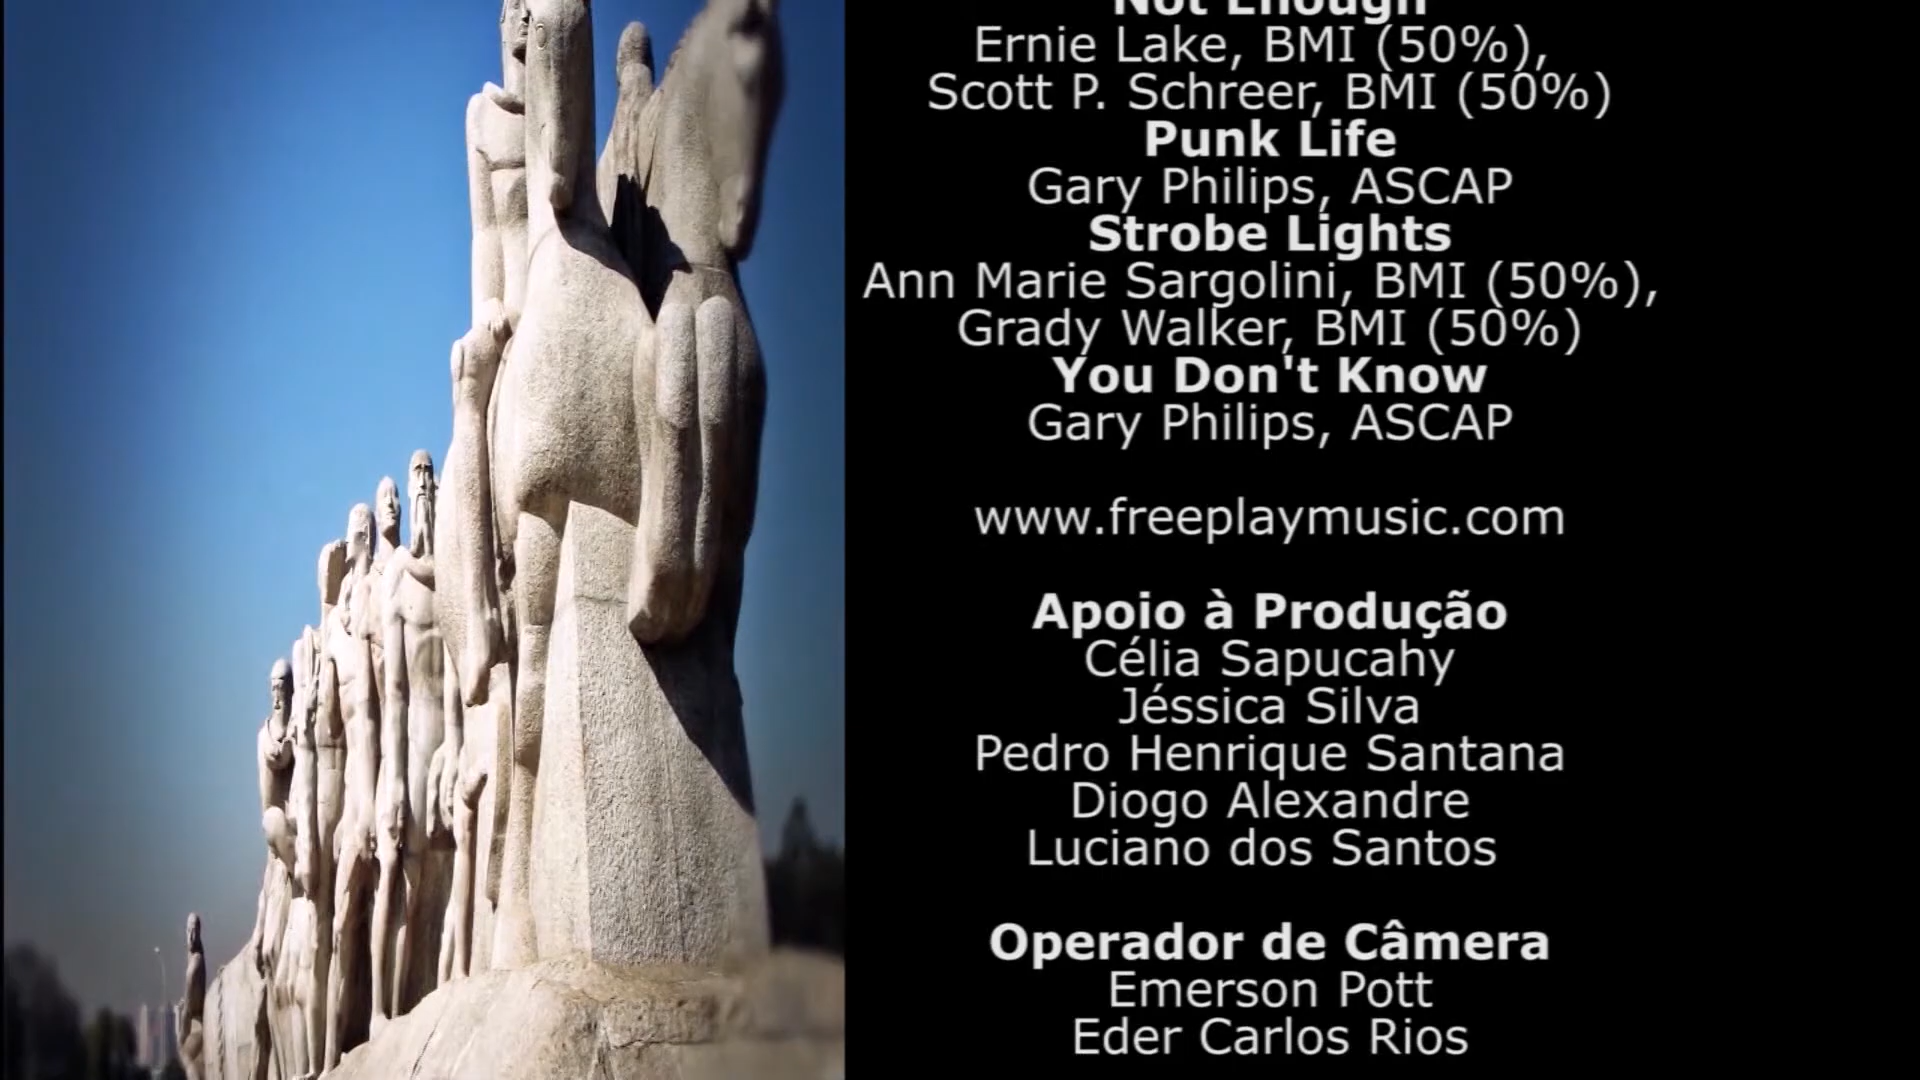 Not Enough
Ernie Lake, BMI (50%),
Scott P. Schreer, BMI (50%)
Punk Life
Gary Philips, ASCAP
Strobe Lights
Ann Marie Sargolini, BMI (50%),
Grady Walker, BMI (50%)
You Don't Know
Gary Philips, ASCAP
www.freeplaymusic.com
Apoio à Produção
Célia Sapucahy
Jéssica Silva
Pedro Henrique Santana
Diogo Alexandre
Luciano dos Santos
Operador de Câmera
Emerson Pott
Eder Carlos Rios